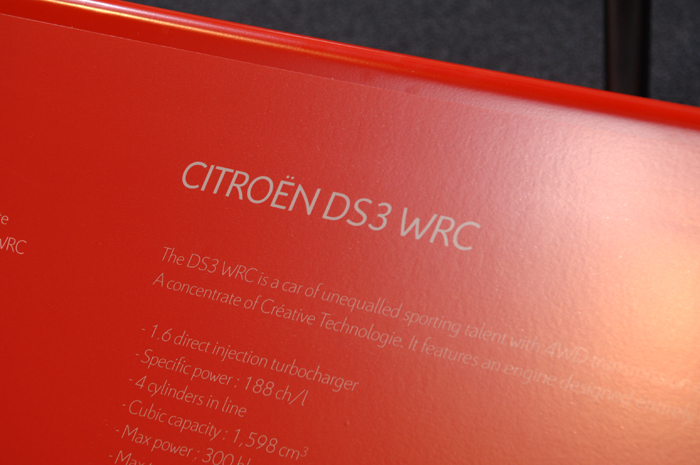 CITROËN DS3 WRC
WRC
The DS3 WRC is a car of unequalled sporting talent with 4WD
A concentrate of Créative Technologie. It features an engine designed
- 1.6 direct injection turbocharger
- Specific power : 188 ch/l
- 4 cylinders in line
- Cubic capacity : 1,598 cm³
- Max power : 300
- Max